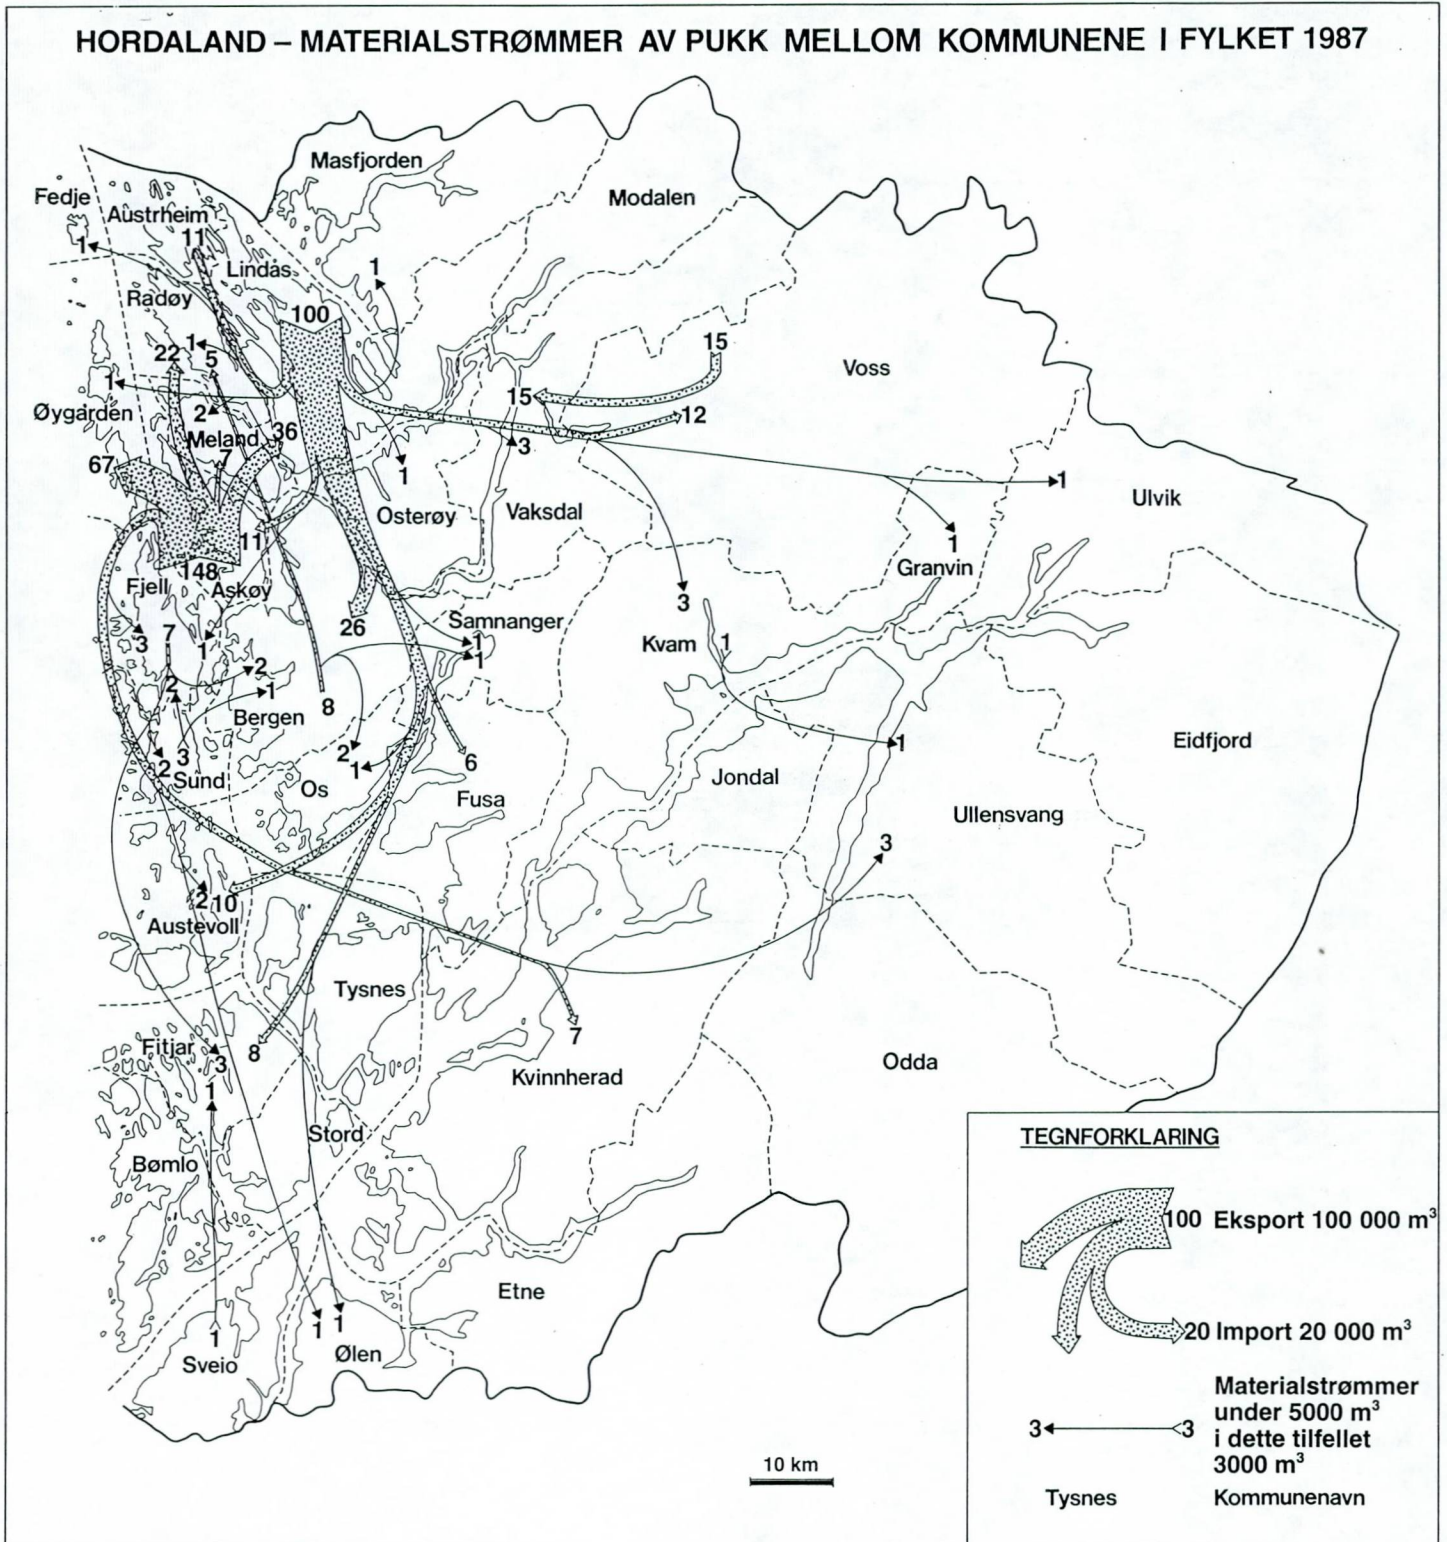 HORDALAND – MATERIALSTRØMMER AV PUKK MELLOM KOMMUNENE I FYLKET 1987
Masfjorden
Modalen
Fedje
Austrheim
1
11
Lindås
1
Radøy
100
15
1
22
5
Voss
1
15
Øygarden
2
12
36
Meland
3
67
7
1
1
Ulvik
Osterøy
Vaksdal
11
1
148
Granvin
Fjell
Askøy
3
26
Samnanger
3
7
1
1
Kvam
1
1
2
2
1
8
Bergen
2
1
3
2
1
6
Eidfjord
Sund
Os
Jondal
Fusa
Ullensvang
3
2
10
Austevoll
Tysnes
7
Fitjar
8
3
Odda
Kvinnherad
1
Stord
Bømlo
Etne
1
1
1
Ølen
Sveio
10 km
TEGNFORKLARING
100 Eksport 100 000 m³
20 Import 20 000 m³
Materialstrømmer
under 5000 m³
3
3
i dette tilfellet
3000 m³
Tysnes
Kommunenavn